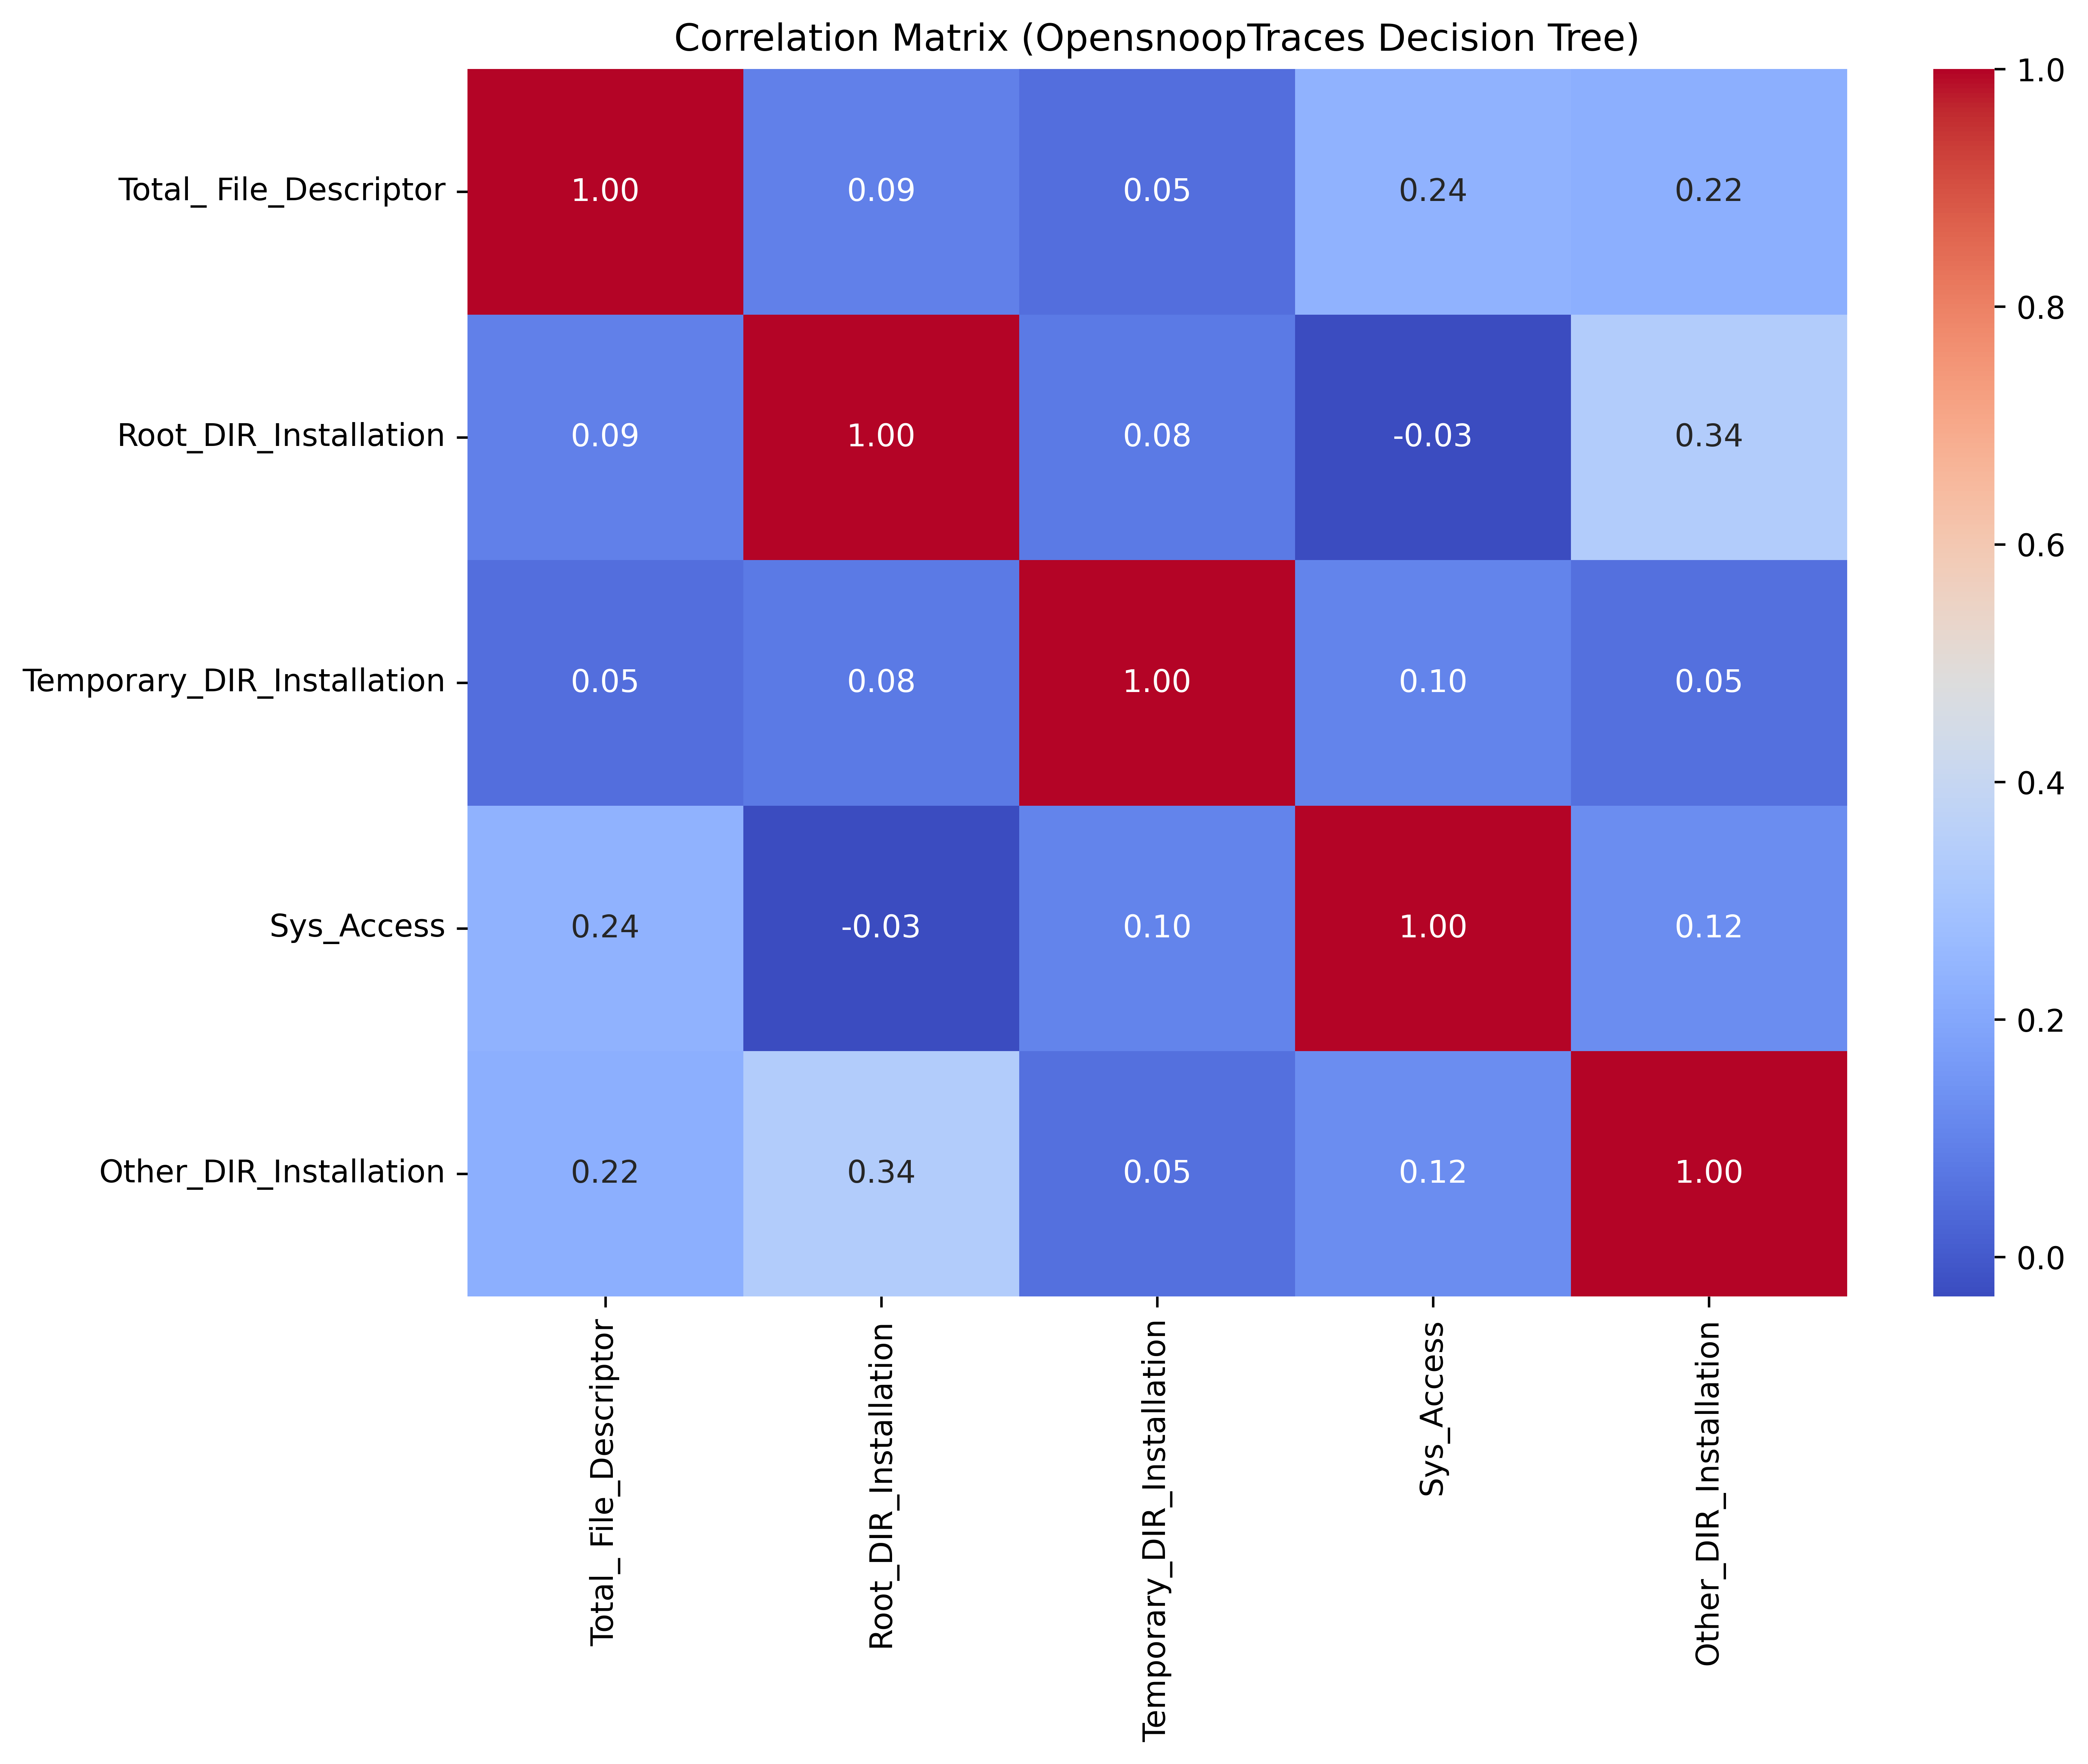 Correlation Matrix (OpensnoopTraces Decision Tree)
Total_ File_Descriptor 1.00 0.09 0.05 0.24 0.22
Root_DIR_Installation 0.09 1.00 0.08 -0.03 0.34
Temporary_DIR_Installation 0.05 0.08 1.00 0.10 0.05
Sys_Access 0.24 -0.03 0.10 1.00 0.12
Other_DIR_Installation 0.22 0.34 0.05 0.12 1.00
Total_ File_Descriptor
Root_DIR_Installation
Temporary_DIR_Installation
Sys_Access
Other_DIR_Installation
1.0
0.8
0.6
0.4
0.2
0.0